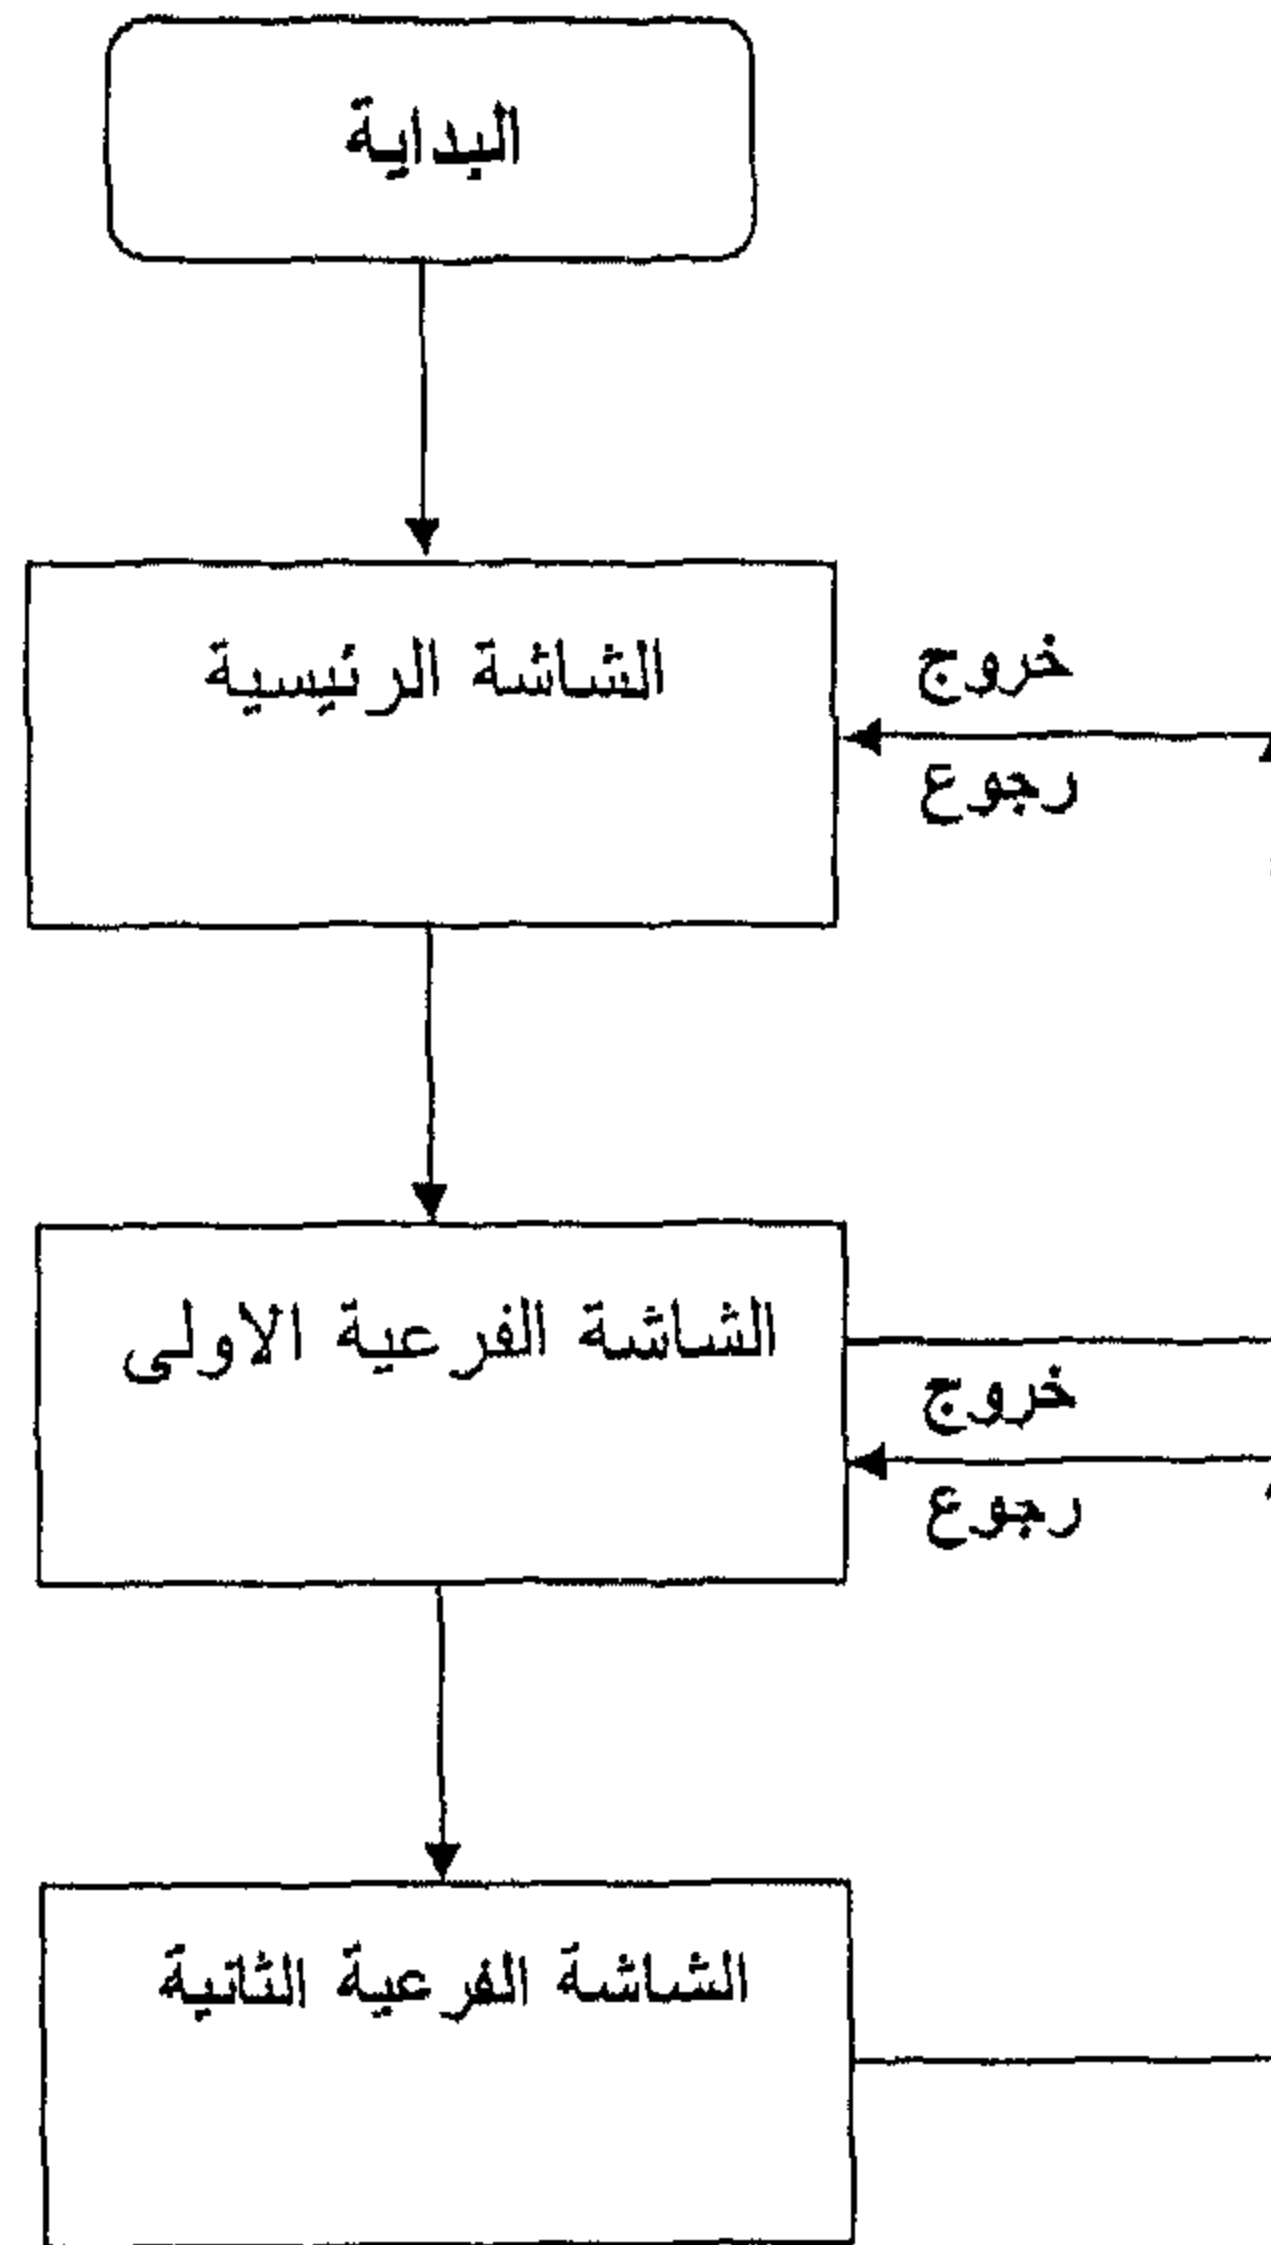 البداية
الشاشة الرئيسية
خروج
رجوع
الشاشة الفرعية الاولى
خروج
رجوع
الشاشة الفرعية الثانية